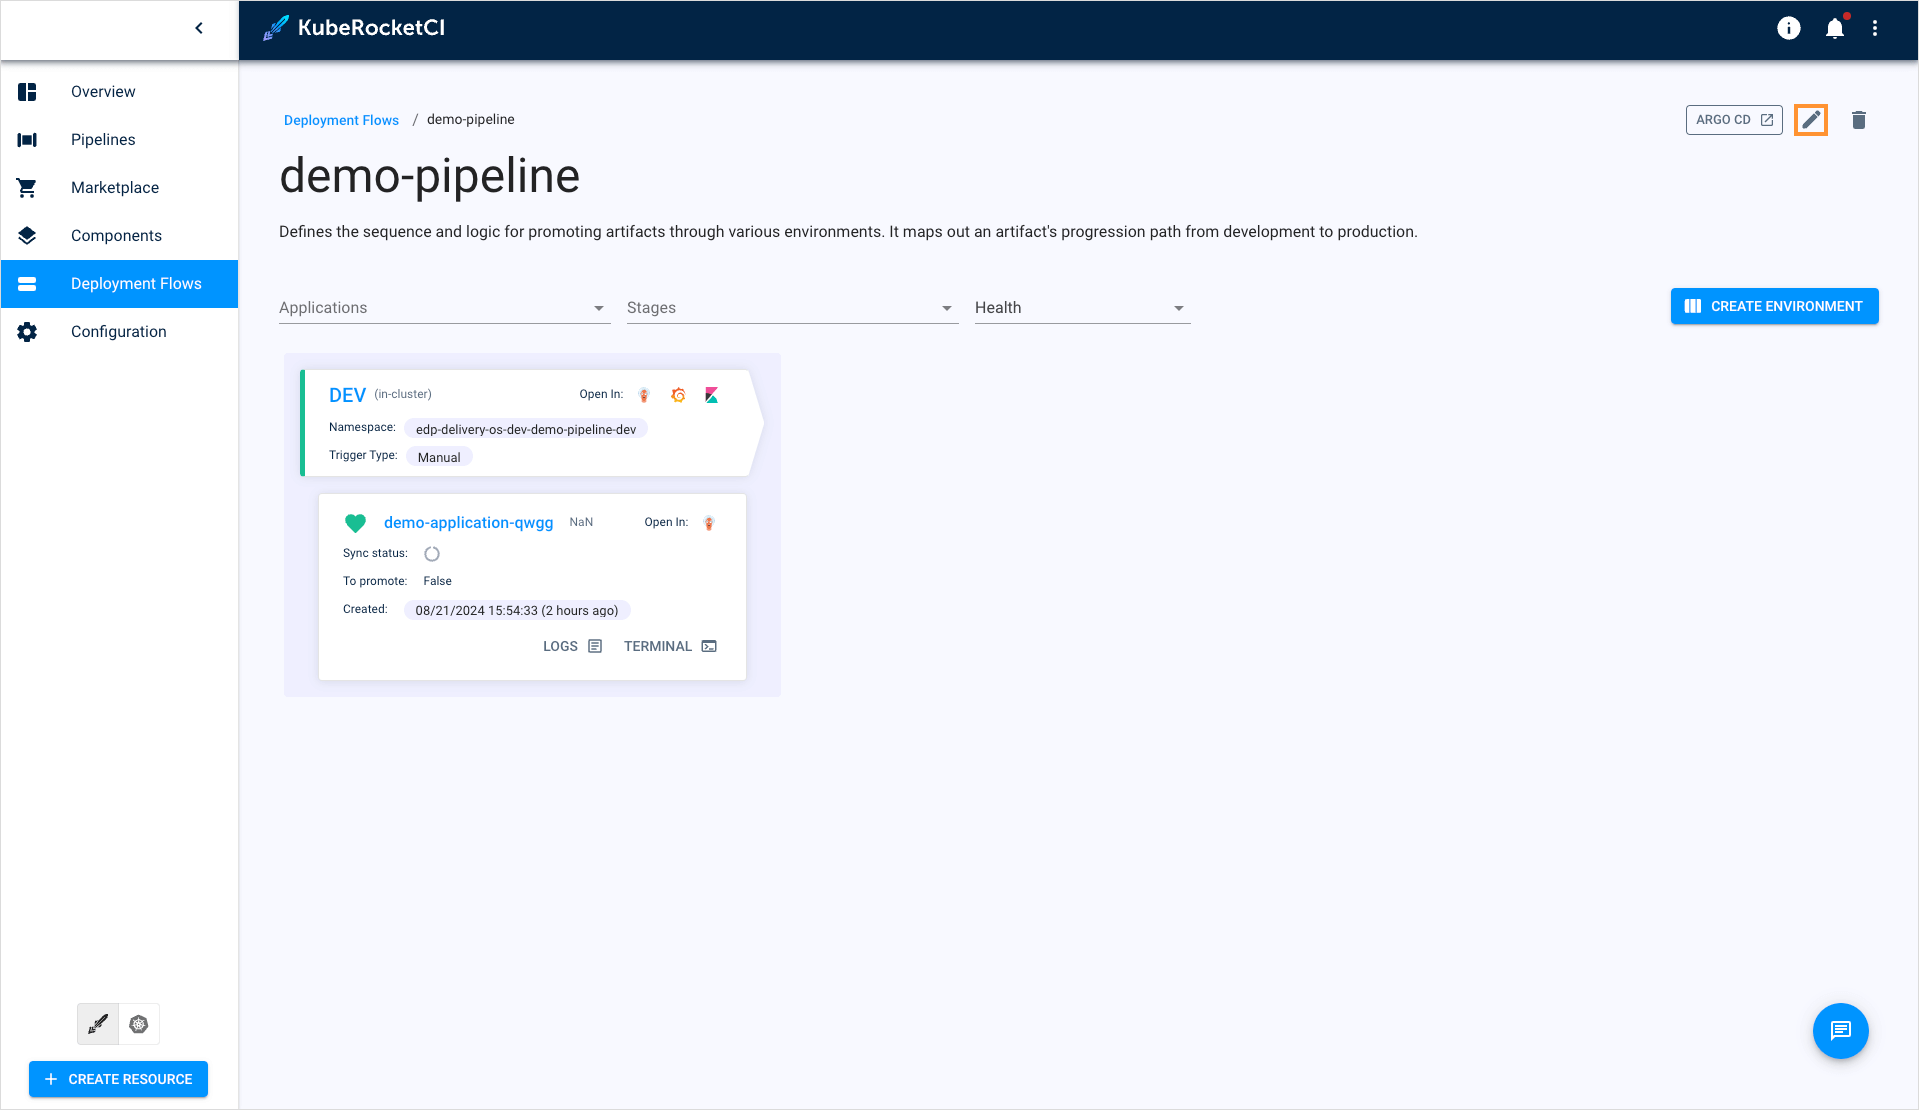 KubeRocketCI
Overview
Pipelines
Marketplace
Components
Deployment Flows
Configuration
Deployment Flows / demo-pipeline
ARGO CD
demo-pipeline
Defines the sequence and logic for promoting artifacts through various environments. It maps out an artifact's progression path from development to production.
Applications
Stages
Health
CREATE ENVIRONMENT
DEV (in-cluster)
Open In:
Namespace: edp-delivery-os-dev-demo-pipeline-dev
Trigger Type: Manual
demo-application-qwgg NaN
Open In:
Sync status:
To promote: False
Created: 08/21/2024 15:54:33 (2 hours ago)
LOGS
TERMINAL
+ CREATE RESOURCE